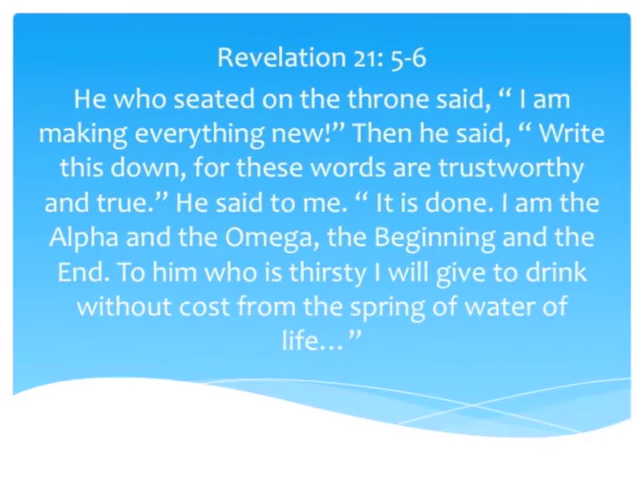 Revelation 21: 5-6
He who seated on the throne said, “ I am
making everything new!” Then he said, “ Write
this down, for these words are trustworthy
and true.” He said to me. “ It is done. I am the
Alpha and the Omega, the Beginning and the
End. To him who is thirsty I will give to drink
without cost from the spring of water of
life…”